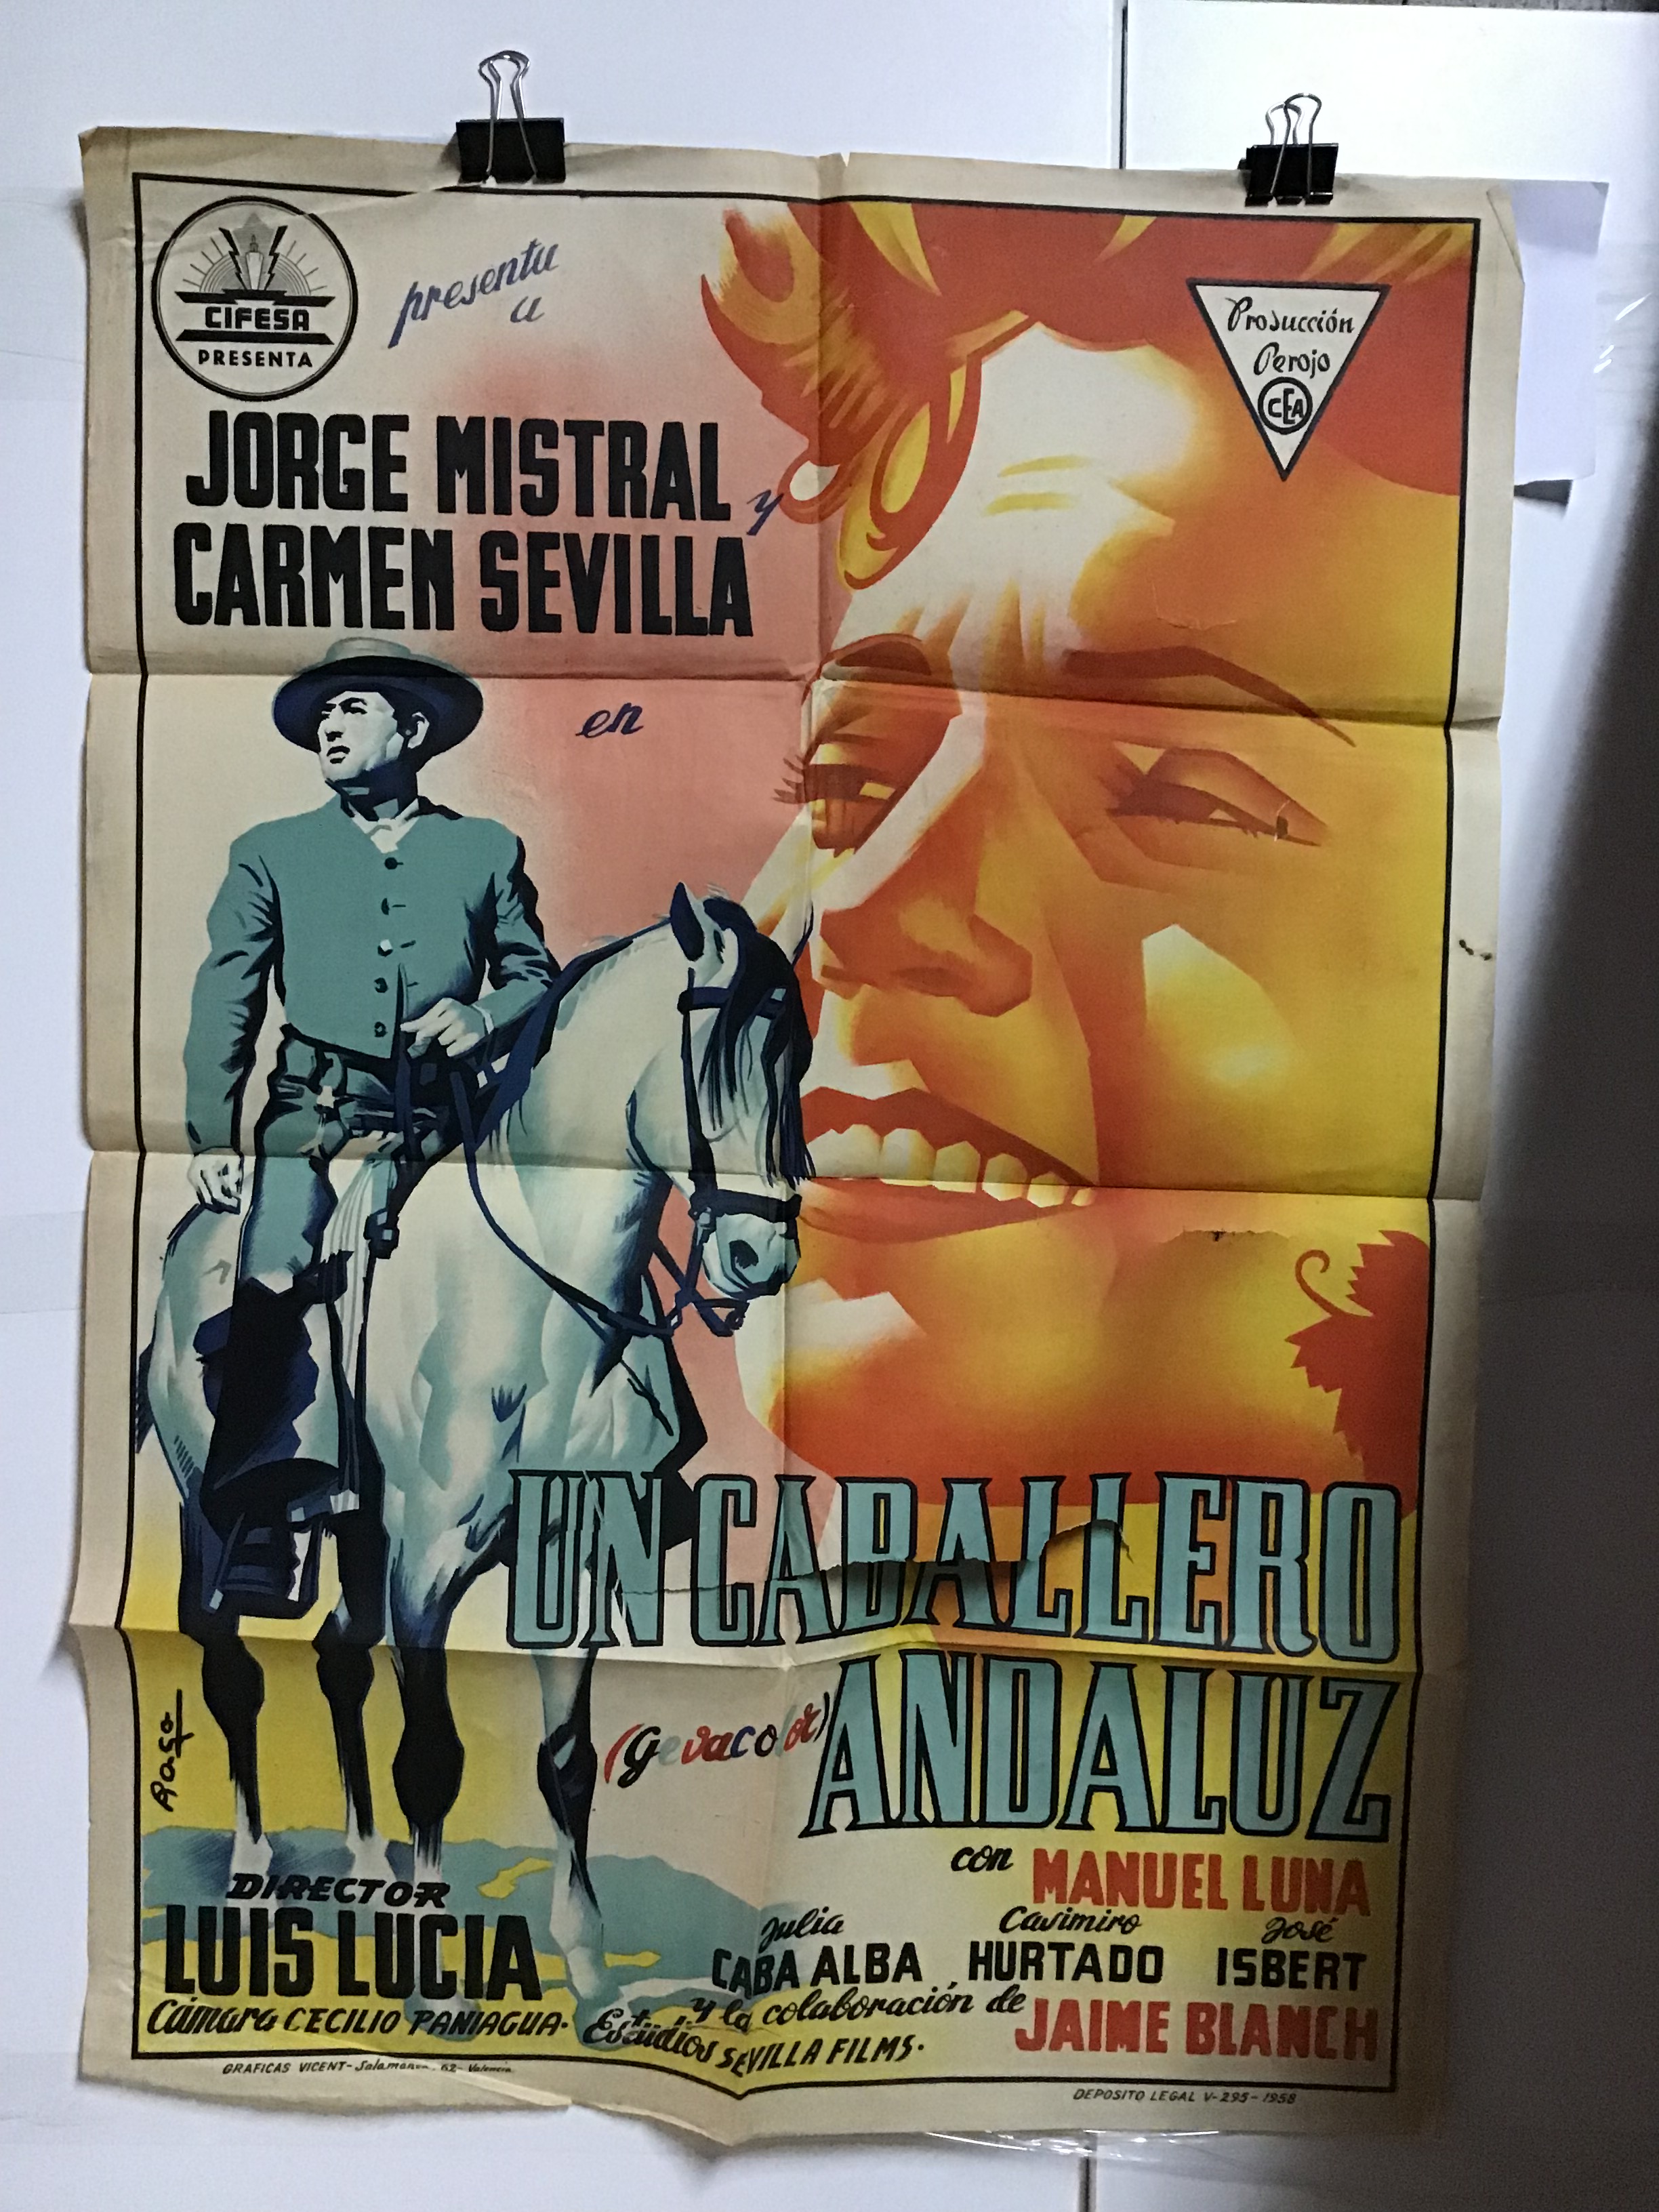 CIFESA
PRESENTA
presenta
a
Producción
Perojo
CEA
JORGE MISTRAL y
CARMEN SEVILLA
en
UN CABALLERO
ANDALUZ
(Gevacolor)
Rago
con MANUEL LUNA
Julia CABA ALBA
Casimiro HURTADO
José ISBERT
y la colaboración de JAIME BLANCH
DIRECTOR
LUIS LUCIA
Cámara CECILIO PANIAGUA. Estudios SEVILLA FILMS.
GRAFICAS VICENT-Salamanca, 62- Valencia
DEPOSITO LEGAL V-295-1958